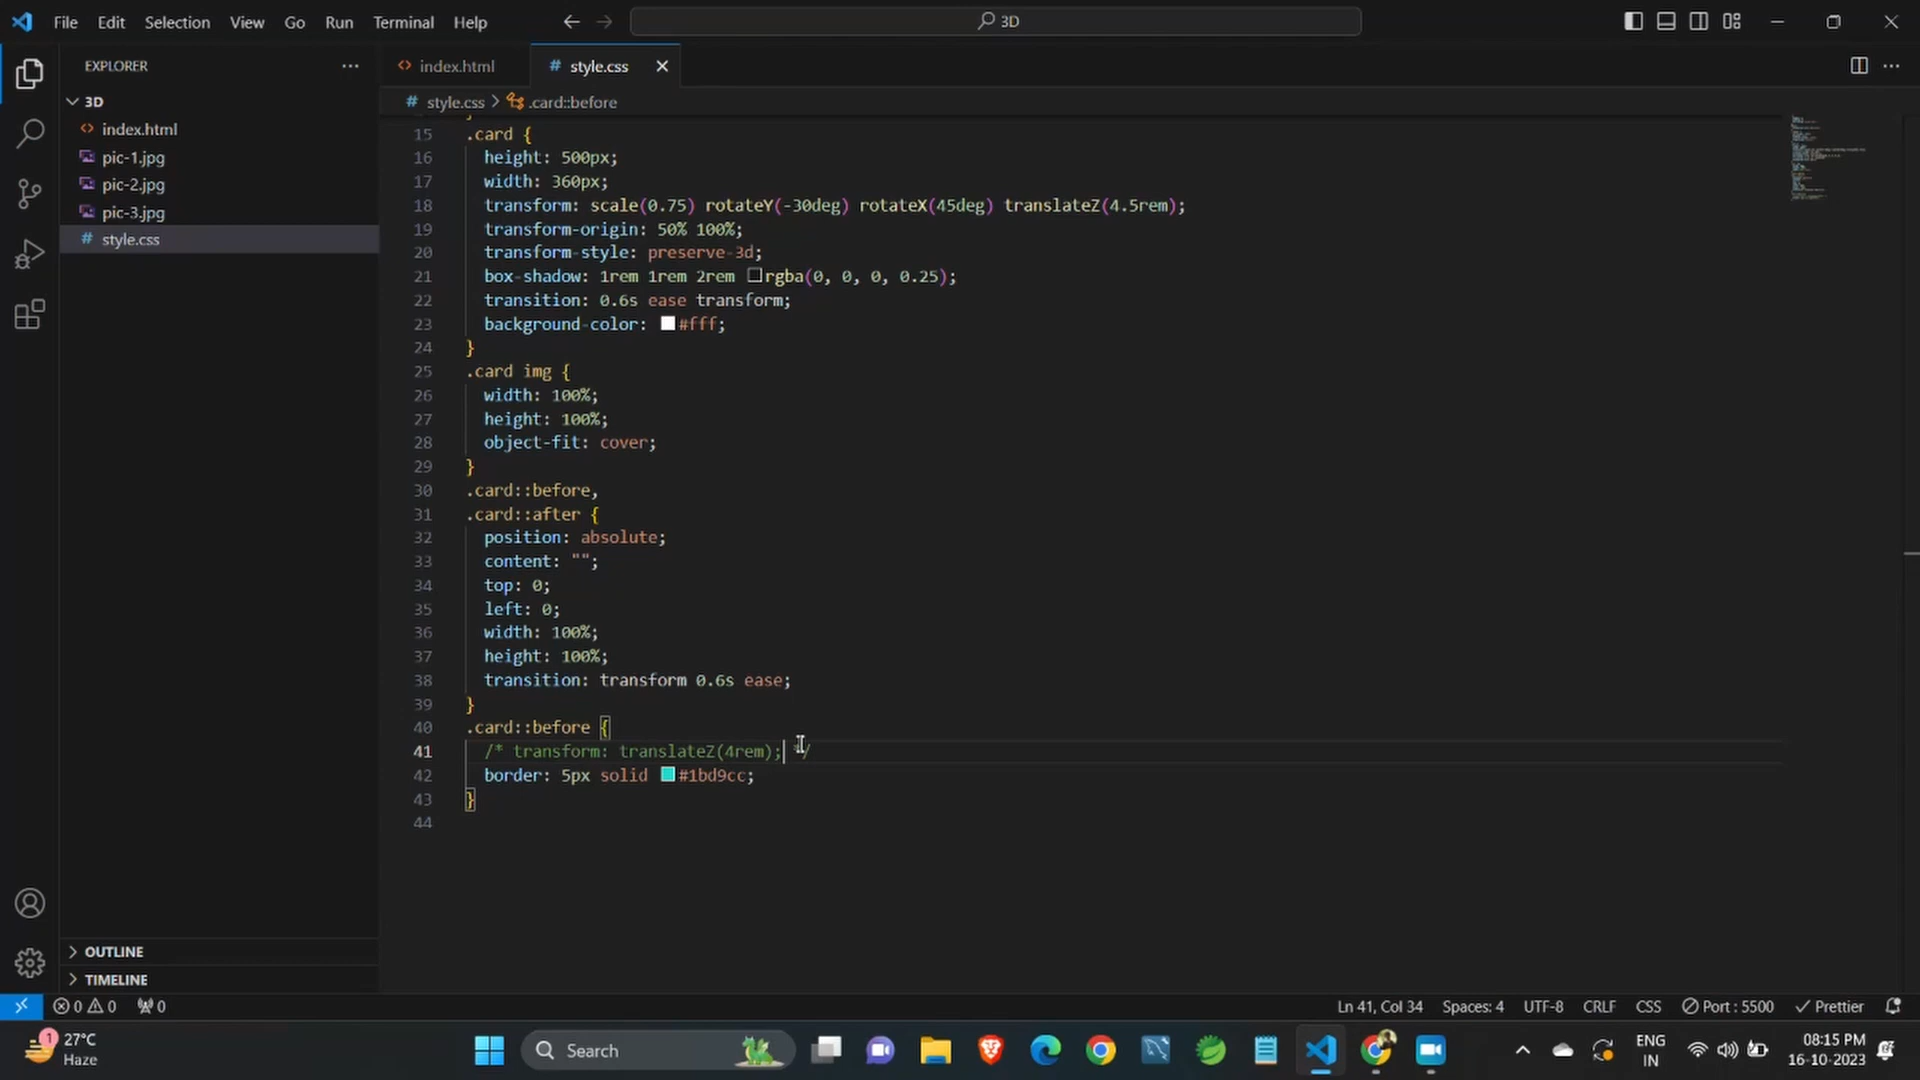 File Edit Selection View Go Run Terminal Help
3D
EXPLORER
index.html
style.css
style.css > .card::before
3D
index.html
pic-1.jpg
pic-2.jpg
pic-3.jpg
style.css
15 .card {
16 height: 500px;
17 width: 360px;
18 transform: scale(0.75) rotateY(-30deg) rotateX(45deg) translateZ(4.5rem);
19 transform-origin: 50% 100%;
20 transform-style: preserve-3d;
21 box-shadow: 1rem 1rem 2rem rgba(0, 0, 0, 0.25);
22 transition: 0.6s ease transform;
23 background-color: #fff;
24 }
25 .card img {
26 width: 100%;
27 height: 100%;
28 object-fit: cover;
29 }
30 .card::before,
31 .card::after {
32 position: absolute;
33 content: "";
34 top: 0;
35 left: 0;
36 width: 100%;
37 height: 100%;
38 transition: transform 0.6s ease;
39 }
40 .card::before {
41 /* transform: translateZ(4rem); */
42 border: 5px solid #1bd9cc;
43 }
44
OUTLINE
TIMELINE
0 0 0
Ln 41, Col 34 Spaces: 4 UTF-8 CRLF CSS Port : 5500 Prettier
1
27°C
Haze
Search
ENG
IN
08:15 PM
16-10-2023